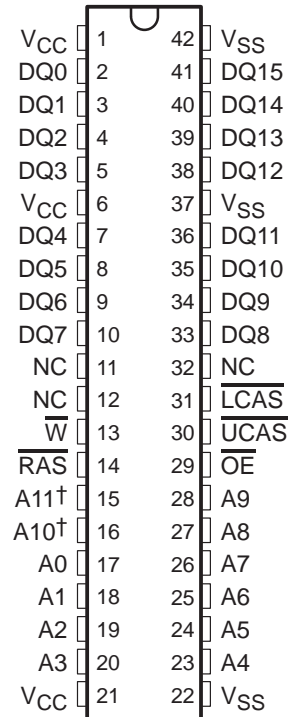 VCC 1 42 VSS
DQ0 2 41 DQ15
DQ1 3 40 DQ14
DQ2 4 39 DQ13
DQ3 5 38 DQ12
VCC 6 37 VSS
DQ4 7 36 DQ11
DQ5 8 35 DQ10
DQ6 9 34 DQ9
DQ7 10 33 DQ8
NC 11 32 NC
NC 12 31 L̅C̅A̅S̅
W̅ 13 30 U̅C̅A̅S̅
R̅A̅S̅ 14 29 O̅E̅
A11† 15 28 A9
A10† 16 27 A8
A0 17 26 A7
A1 18 25 A6
A2 19 24 A5
A3 20 23 A4
VCC 21 22 VSS